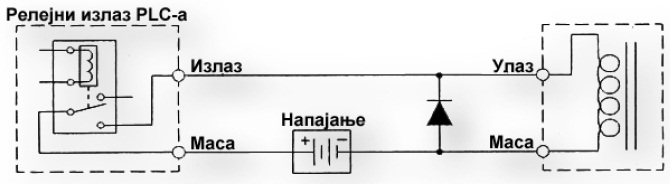 Релејни излаз PLC-а
Излаз
Улаз
Напајање
Маса
+ −
Маса